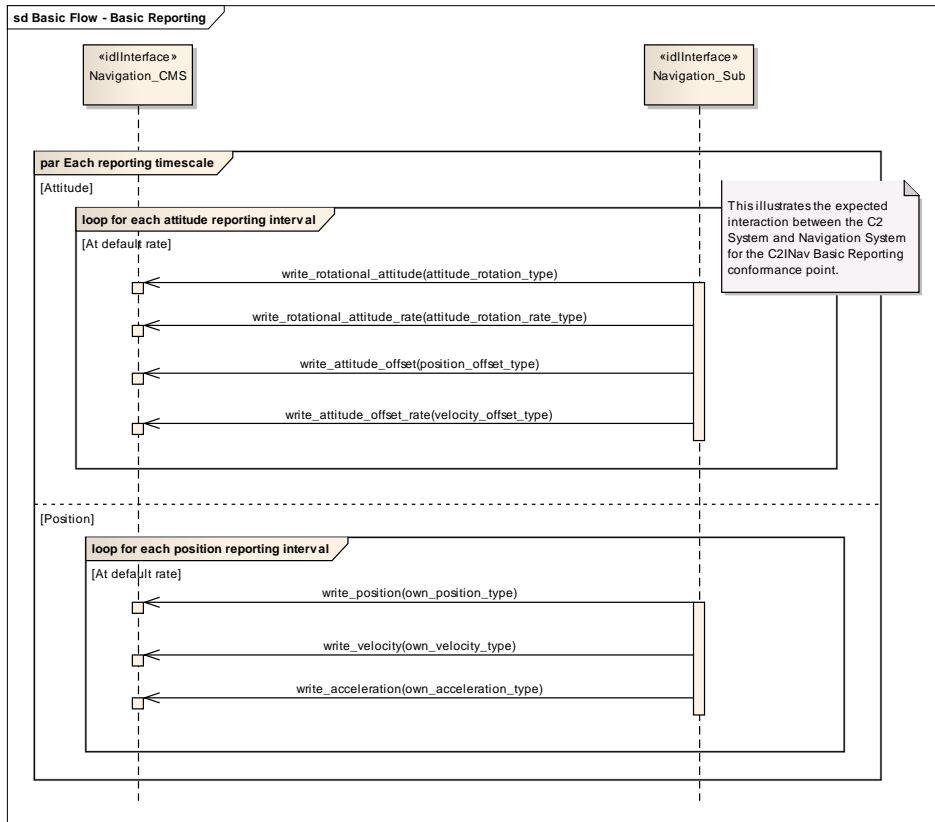 sd Basic Flow - Basic Reporting
«idlInterface»
Navigation_CMS
«idlInterface»
Navigation_Sub
par Each reporting timescale
[Attitude]
This illustrates the expected
interaction between the C2
System and Navigation System
for the C2INav Basic Reporting
conformance point.
loop for each attitude reporting interval
[At default rate]
write_rotational_attitude(attitude_rotation_type)
write_rotational_attitude_rate(attitude_rotation_rate_type)
write_attitude_offset(position_offset_type)
write_attitude_offset_rate(velocity_offset_type)
[Position]
loop for each position reporting interval
[At default rate]
write_position(own_position_type)
write_velocity(own_velocity_type)
write_acceleration(own_acceleration_type)